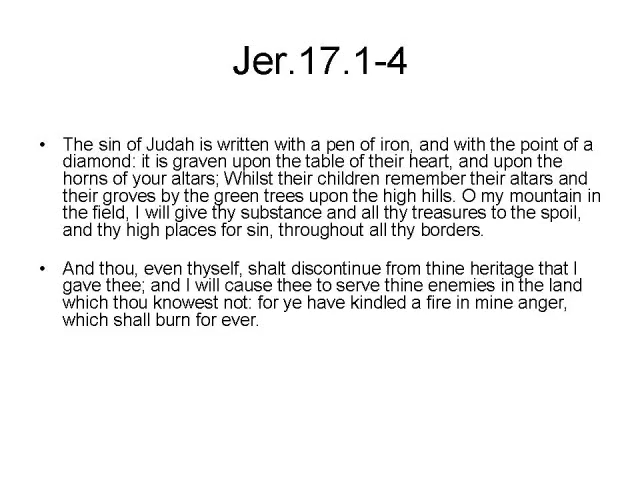 Jer.17.1-4
• The sin of Judah is written with a pen of iron, and with the point of a
diamond: it is graven upon the table of their heart, and upon the
horns of your altars; Whilst their children remember their altars and
their groves by the green trees upon the high hills. O my mountain in
the field, I will give thy substance and all thy treasures to the spoil,
and thy high places for sin, throughout all thy borders.
• And thou, even thyself, shalt discontinue from thine heritage that I
gave thee; and I will cause thee to serve thine enemies in the land
which thou knowest not: for ye have kindled a fire in mine anger,
which shall burn for ever.